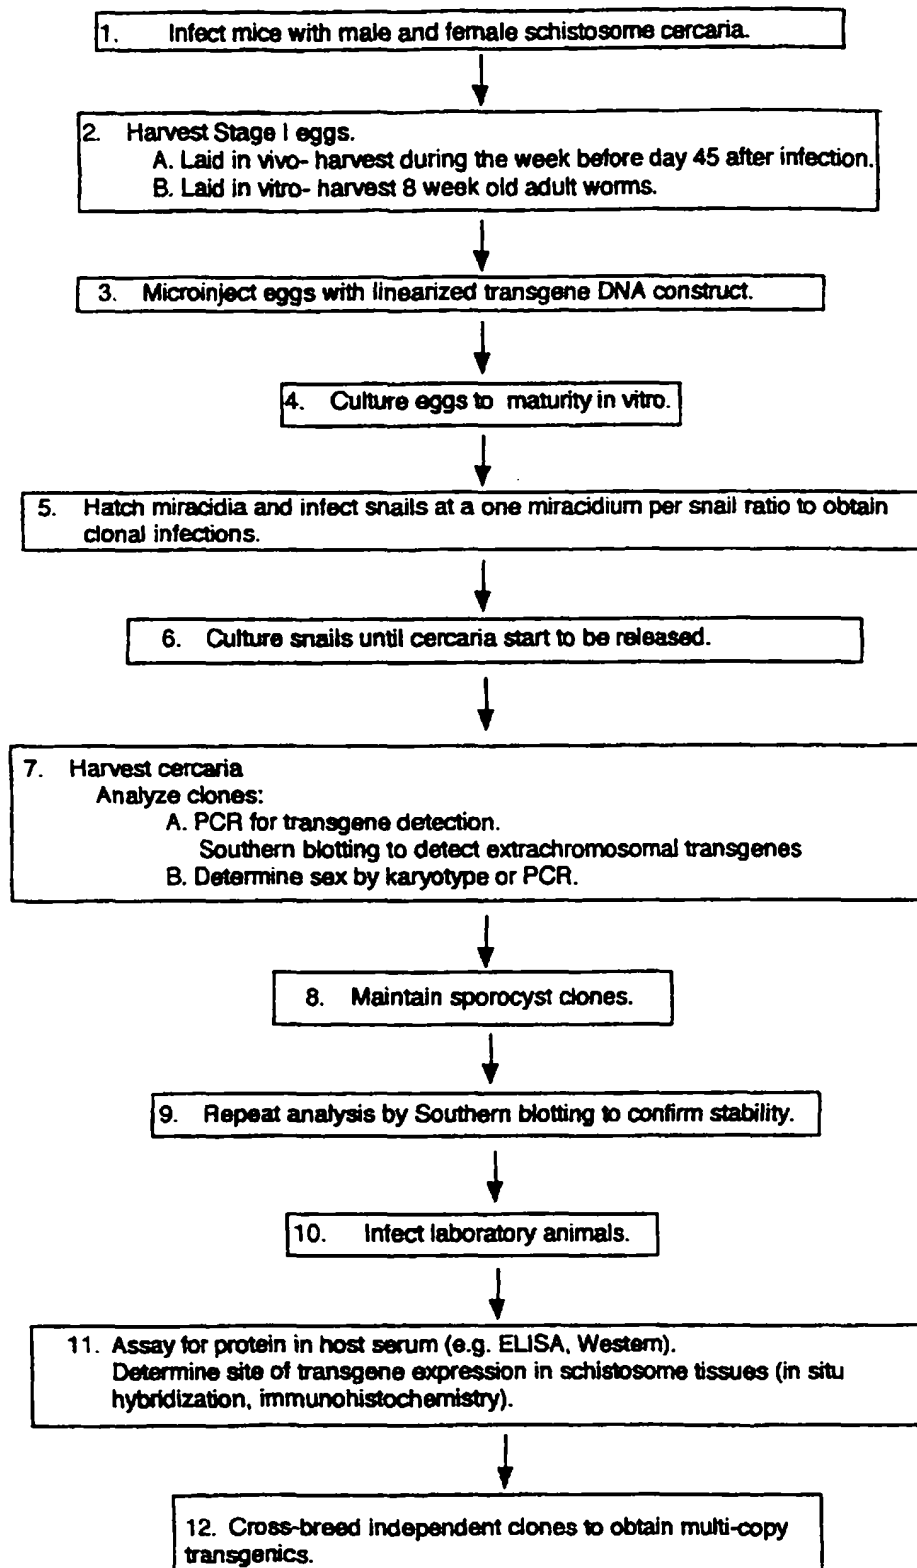 1. Infect mice with male and female schistosome cercaria.
2. Harvest Stage I eggs.
A. Laid in vivo- harvest during the week before day 45 after infection.
B. Laid in vitro- harvest 8 week old adult worms.
3. Microinject eggs with linearized transgene DNA construct.
4. Culture eggs to maturity in vitro.
5. Hatch miracidia and infect snails at a one miracidium per snail ratio to obtain
clonal infections.
6. Culture snails until cercaria start to be released.
7. Harvest cercaria
Analyze clones:
A. PCR for transgene detection.
Southern blotting to detect extrachromosomal transgenes
B. Determine sex by karyotype or PCR.
8. Maintain sporocyst clones.
9. Repeat analysis by Southern blotting to confirm stability.
10. Infect laboratory animals.
11. Assay for protein in host serum (e.g. ELISA, Western).
Determine site of transgene expression in schistosome tissues (in situ
hybridization, immunohistochemistry).
12. Cross-breed independent clones to obtain multi-copy
transgenics.